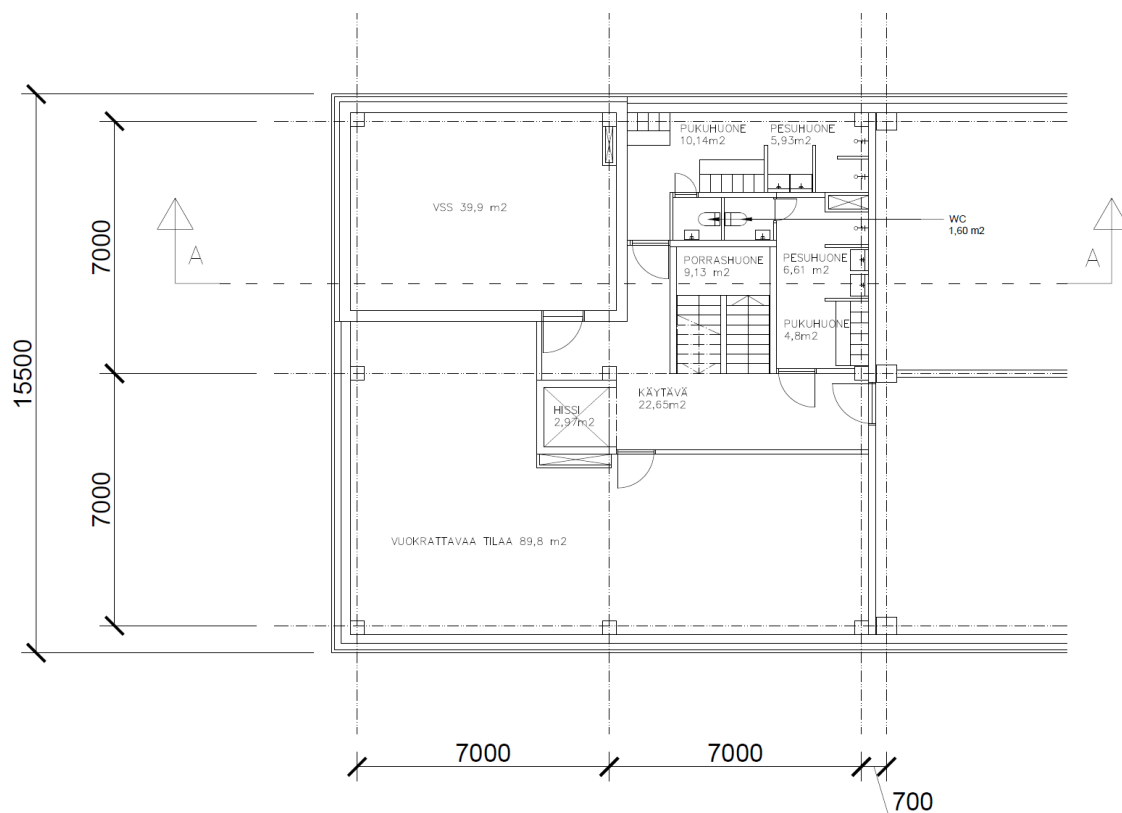 PUKUHUONE
10,14m2
PESUHUONE
5,93m2
VSS 39,9 m2
WC
1,60 m2
7000
A
A
PORRASHUONE
9,13 m2
PESUHUONE
6,61 m2
PUKUHUONE
4,8m2
15500
KÄYTÄVÄ
22,65m2
HISSI
2,97m2
7000
VUOKRATTAVAA TILAA 89,8 m2
7000
7000
700